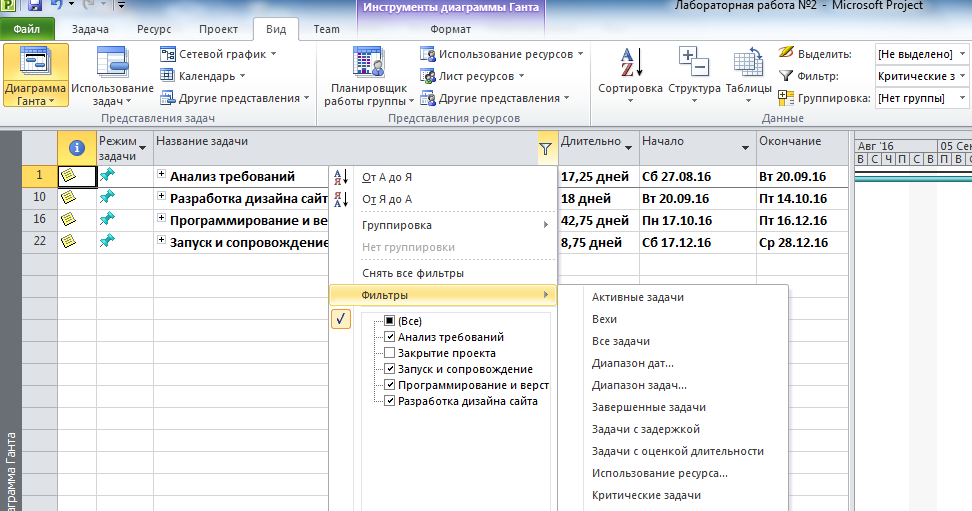 Инструменты диаграммы Ганта
Лабораторная работа №2 - Microsoft Project
Файл Задача Ресурс Проект Вид Team Формат
Диаграмма Ганта
Использование задач
Сетевой график
Календарь
Другие представления
Представления задач
Планировщик работы группы
Использование ресурсов
Лист ресурсов
Другие представления
Представления ресурсов
Сортировка
Структура
Таблицы
Выделить: [Не выделено]
Фильтр: Критические з
Группировка: [Нет группы]
Данные
Режим задачи Название задачи Длительно Начало Окончание
Авг '16 05 Сен
В С Ч П С В П В С
1 Анализ требований 17,25 дней Сб 27.08.16 Вт 20.09.16
10 Разработка дизайна сайт 18 дней Вт 20.09.16 Пт 14.10.16
16 Программирование и вер 42,75 дней Пн 17.10.16 Пт 16.12.16
22 Запуск и сопровождение 8,75 дней Сб 17.12.16 Ср 28.12.16
От А до Я
От Я до А
Группировка
Нет группировки
Снять все фильтры
Фильтры
(Все)
Анализ требований
Закрытие проекта
Запуск и сопровождение
Программирование и верст
Разработка дизайна сайта
Активные задачи
Вехи
Все задачи
Диапазон дат...
Диапазон задач...
Завершенные задачи
Задачи с задержкой
Задачи с оценкой длительности
Использование ресурса...
Критические задачи
аграмма Ганта